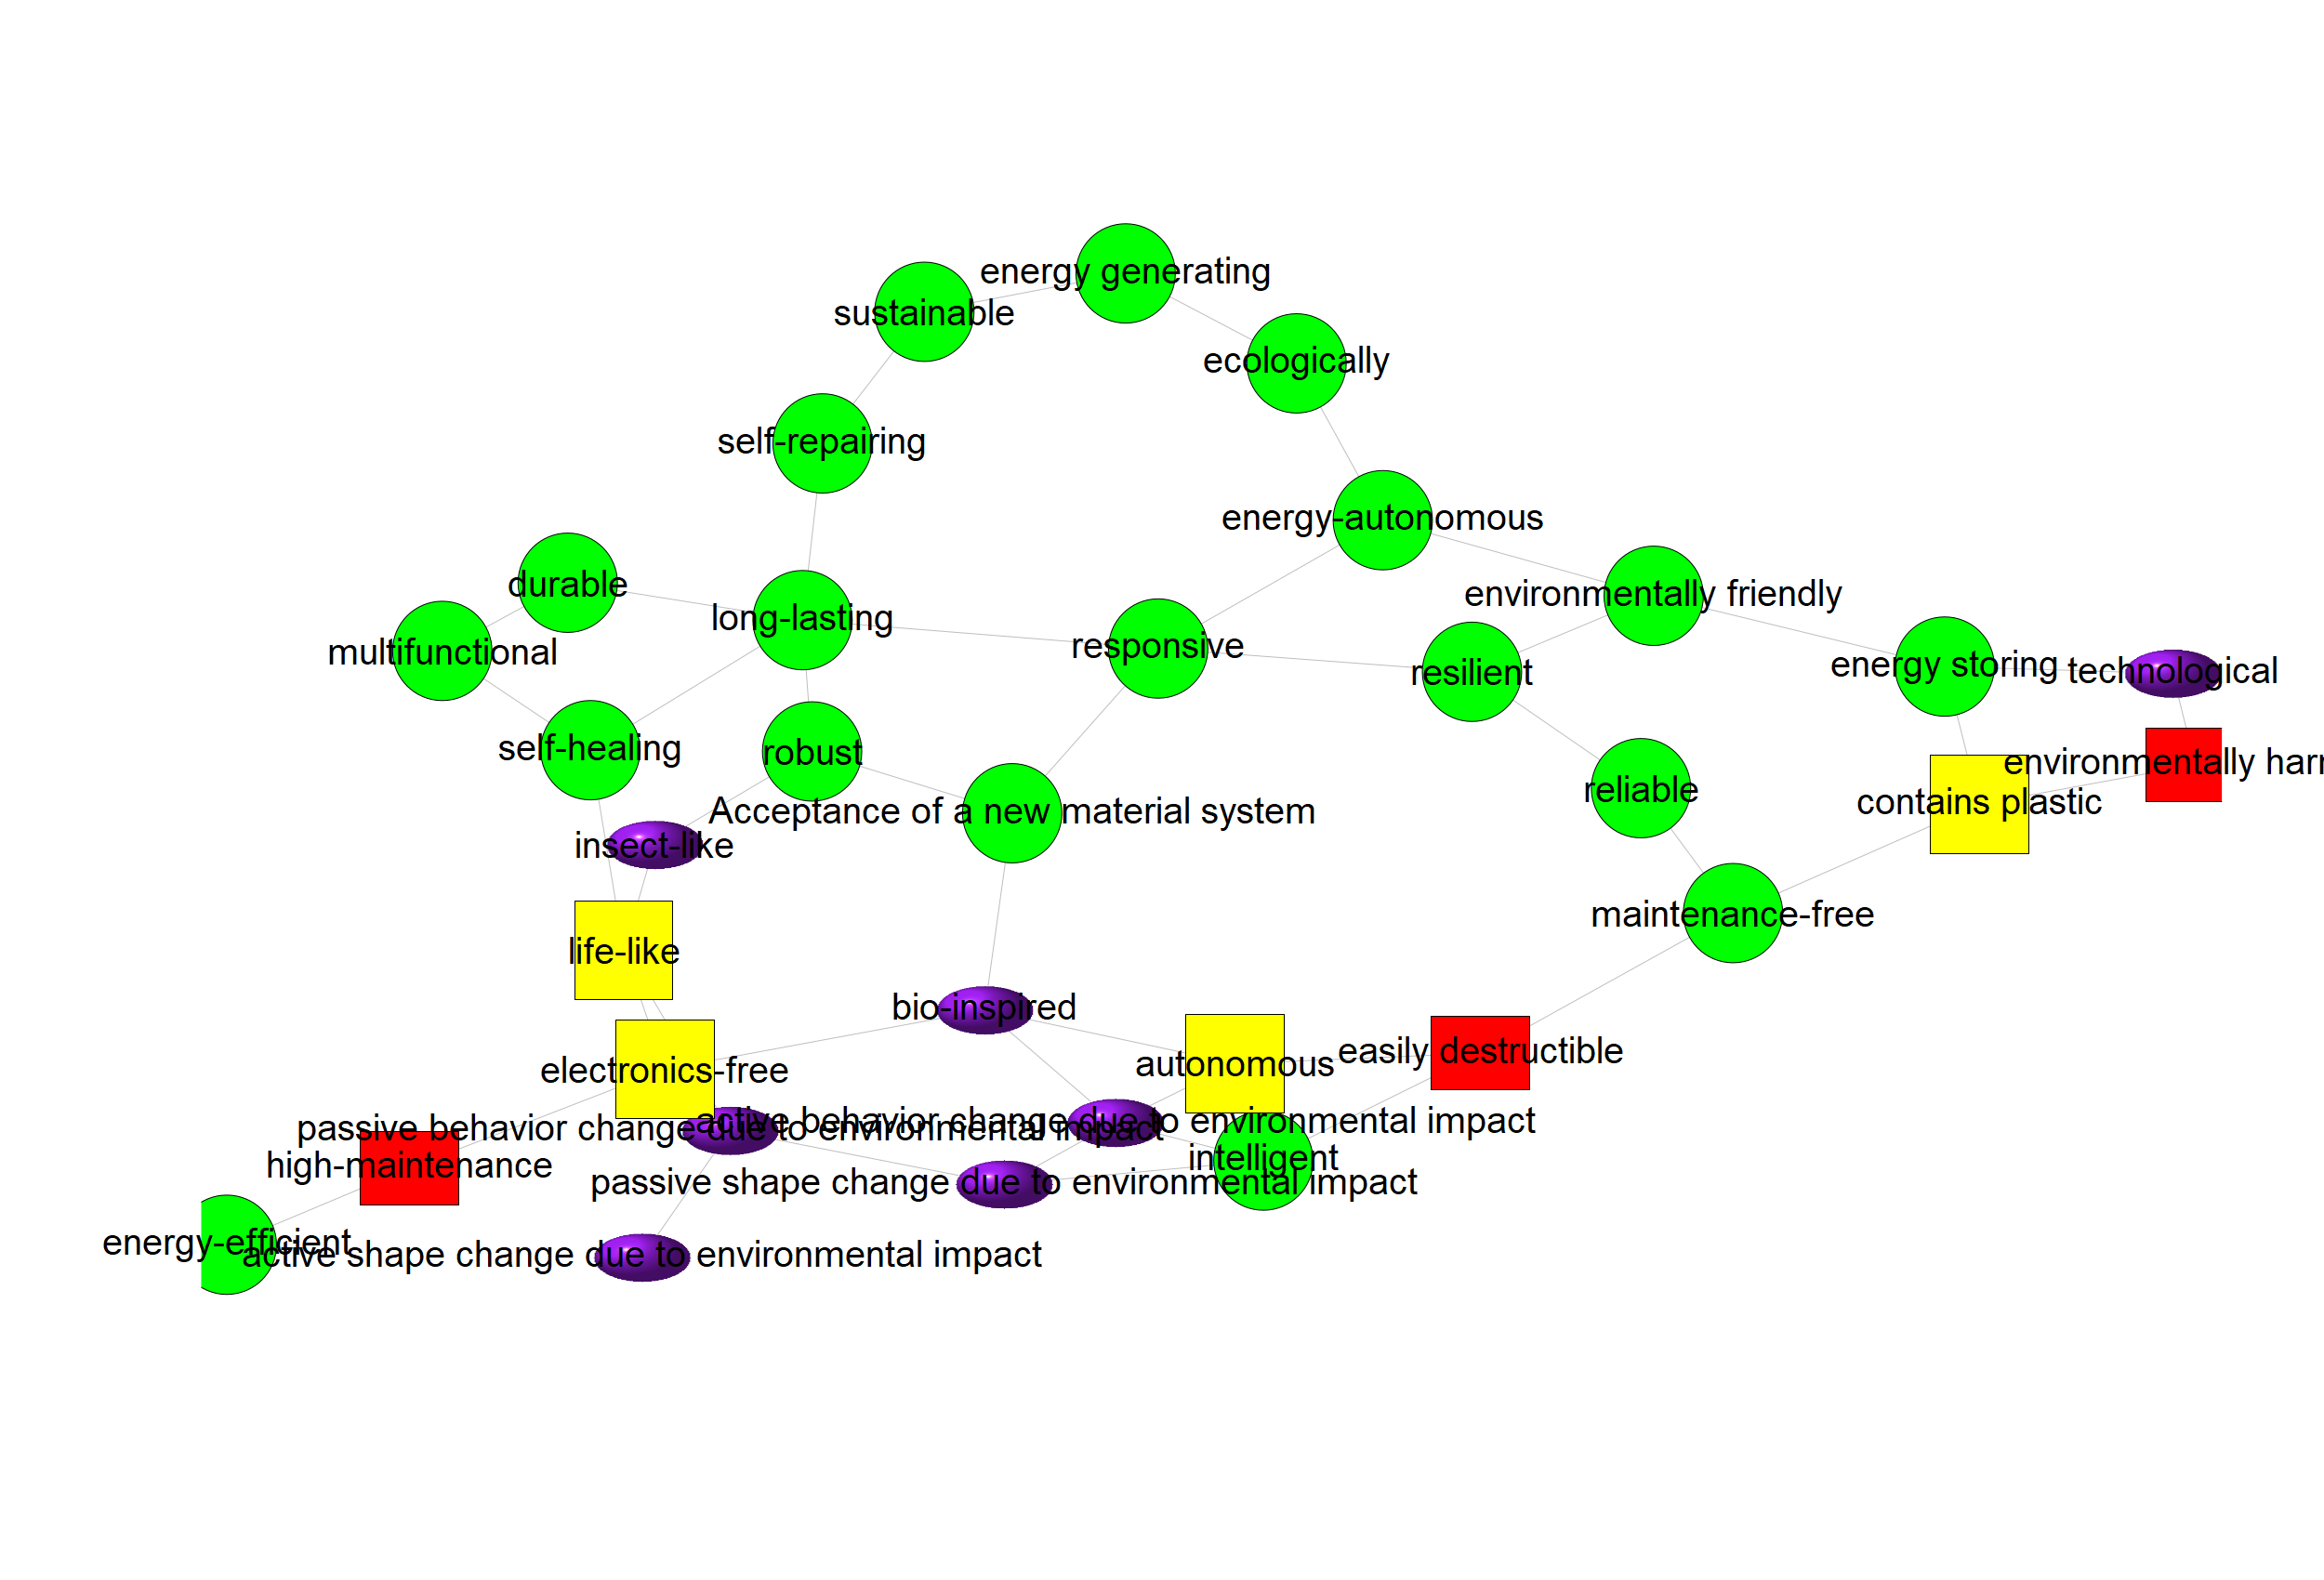 energy generating
sustainable
ecologically
self-repairing
energy-autonomous
durable
environmentally friendly
long-lasting
multifunctional
responsive
resilient
energy storing
technological
self-healing
robust
environmentally harm
reliable
contains plastic
Acceptance of a new material system
insect-like
maintenance-free
life-like
bio-inspired
easily destructible
autonomous
electronics-free
active behavior change due to environmental impact
passive behavior change due to environmental impact
intelligent
high-maintenance
passive shape change due to environmental impact
energy-efficient
active shape change due to environmental impact